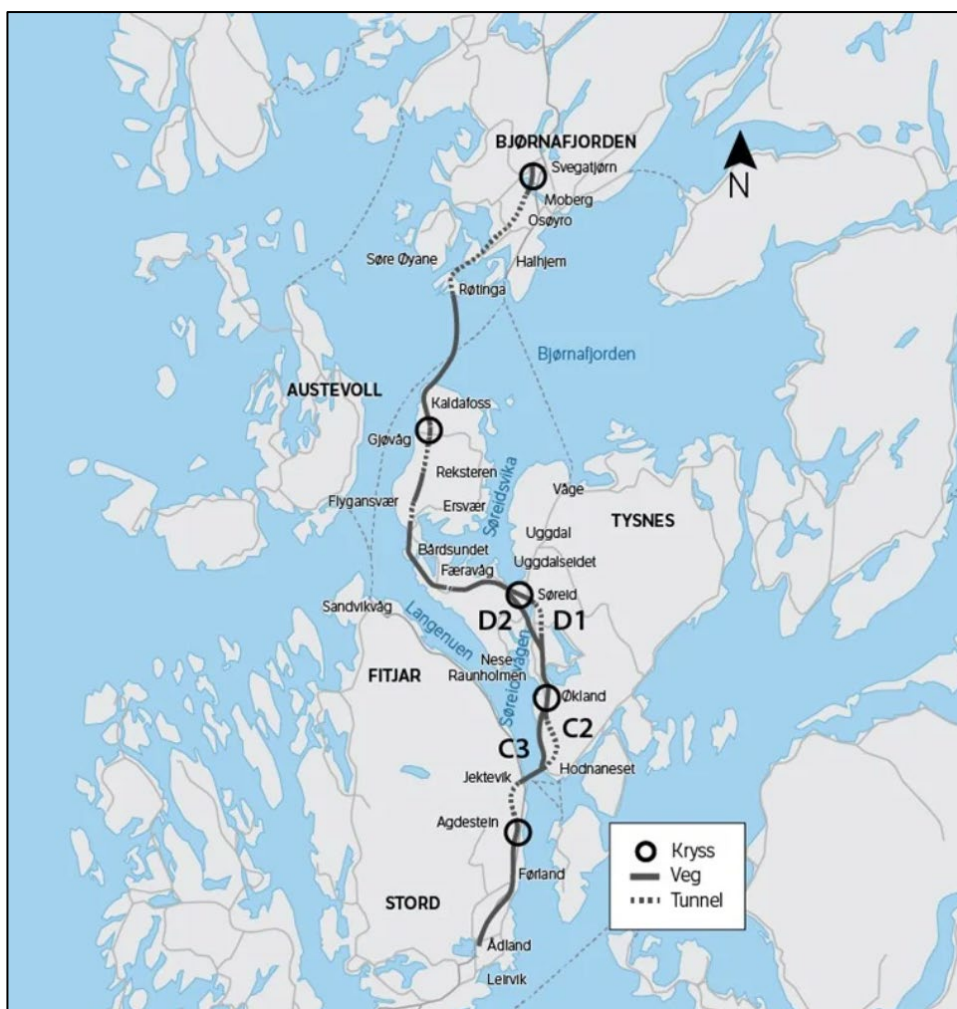 BJØRNAFJORDEN
Svegatjørn
N
Moberg
Osøyro
Søre Øyane
Halhjem
Røtinga
Bjørnafjorden
AUSTEVOLL
Kaldafoss
Gjøvåg
Reksteren
Søreidsvika
Flygansvær
Ersvær
Våge
TYSNES
Uggdal
Bårdsundet
Uggdalseidet
Færavåg
Søreid
Sandvikvåg
D2
D1
Langenuen
FITJAR
Nese
Raunholmen
Søreidsvågen
Økland
C2
C3
Hodnaneset
Jektevik
Agdestein
Kryss
Førland
Veg
STORD
Tunnel
Ådland
Leirvik